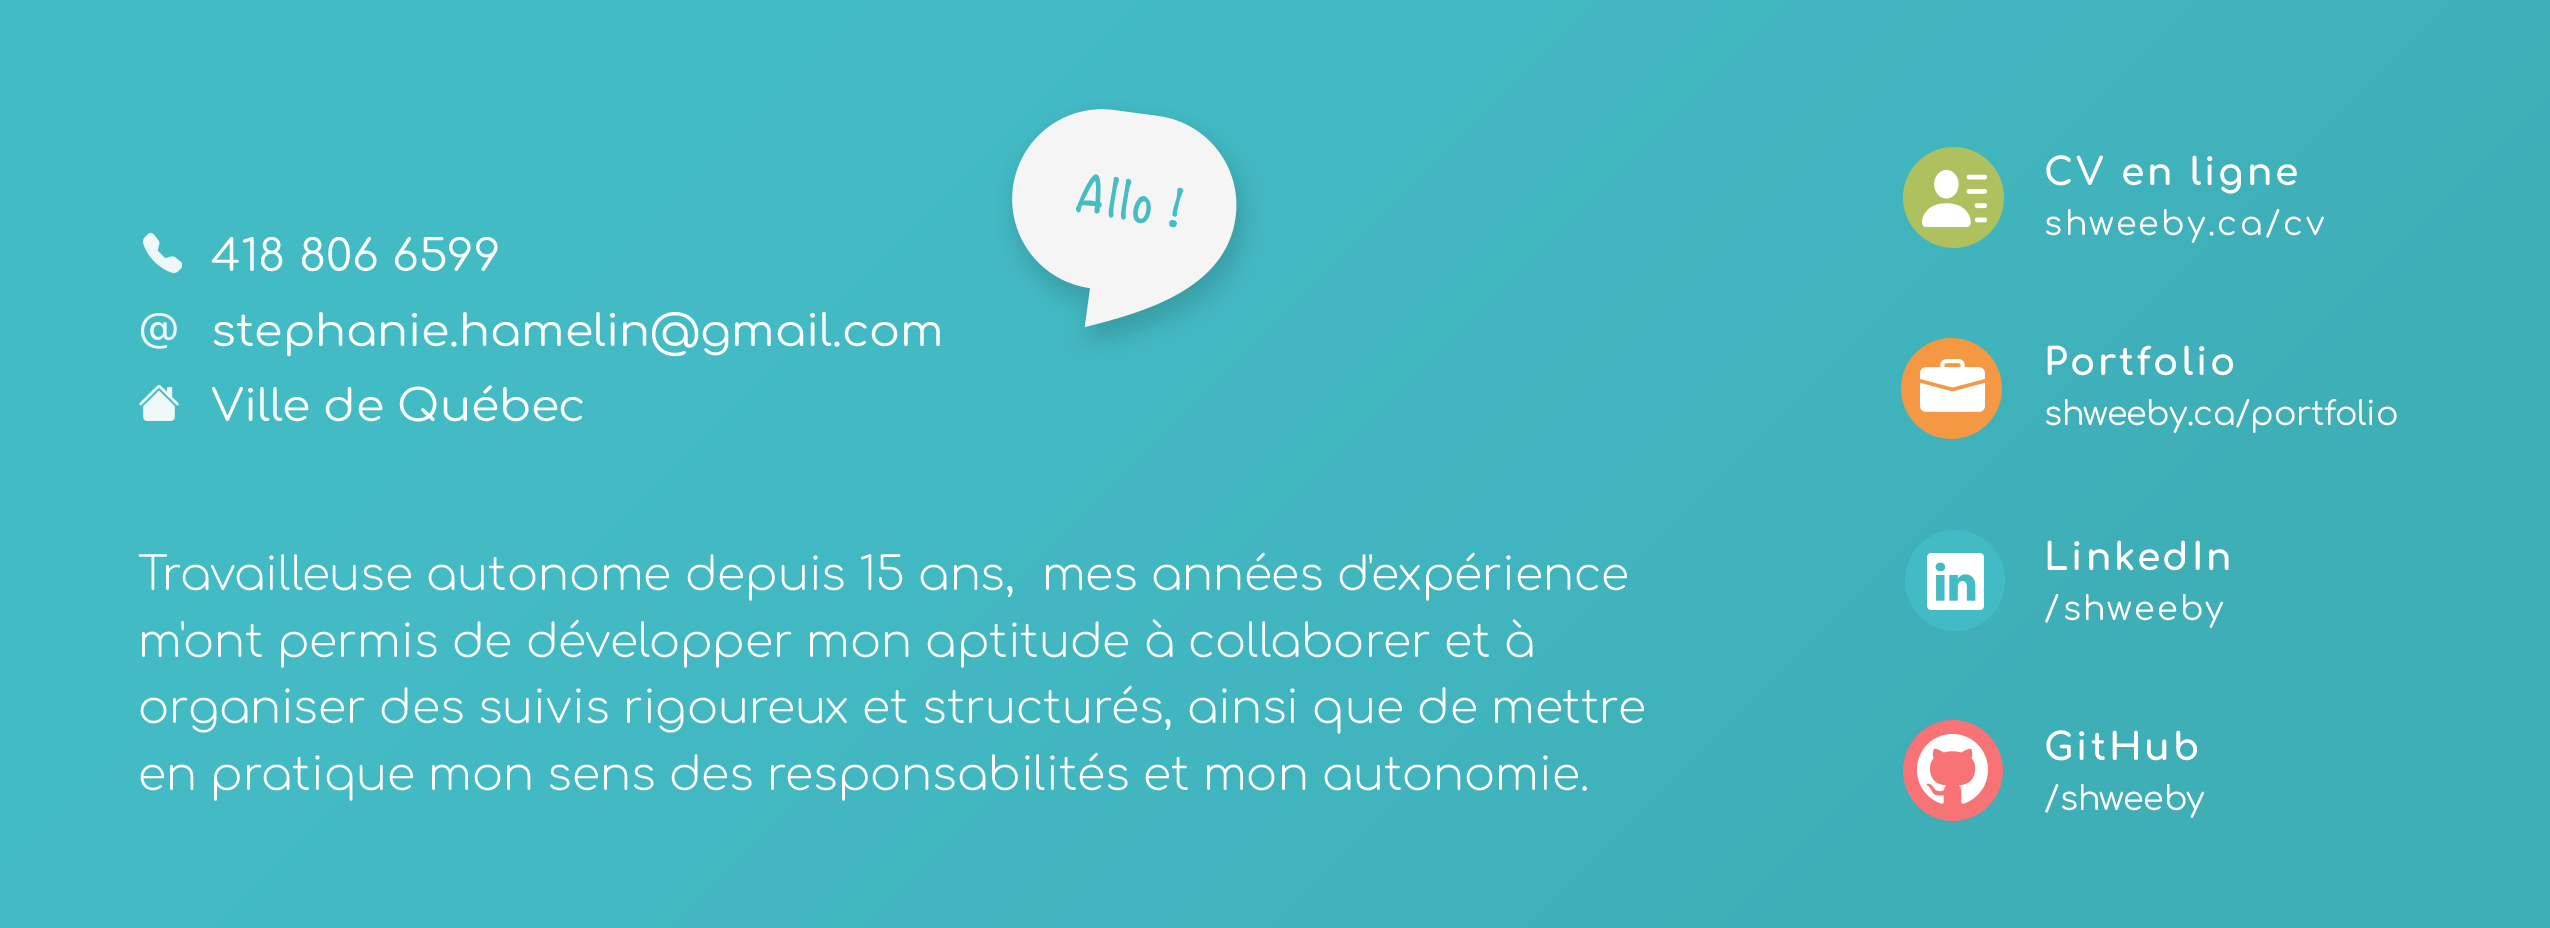 Allo !
418 806 6599
@ stephanie.hamelin@gmail.com
Ville de Québec
Travailleuse autonome depuis 15 ans,  mes années d'expérience
m'ont permis de développer mon aptitude à collaborer et à
organiser des suivis rigoureux et structurés, ainsi que de mettre
en pratique mon sens des responsabilités et mon autonomie.
CV en ligne
shweeby.ca/cv
Portfolio
shweeby.ca/portfolio
in
LinkedIn
/shweeby
GitHub
/shweeby